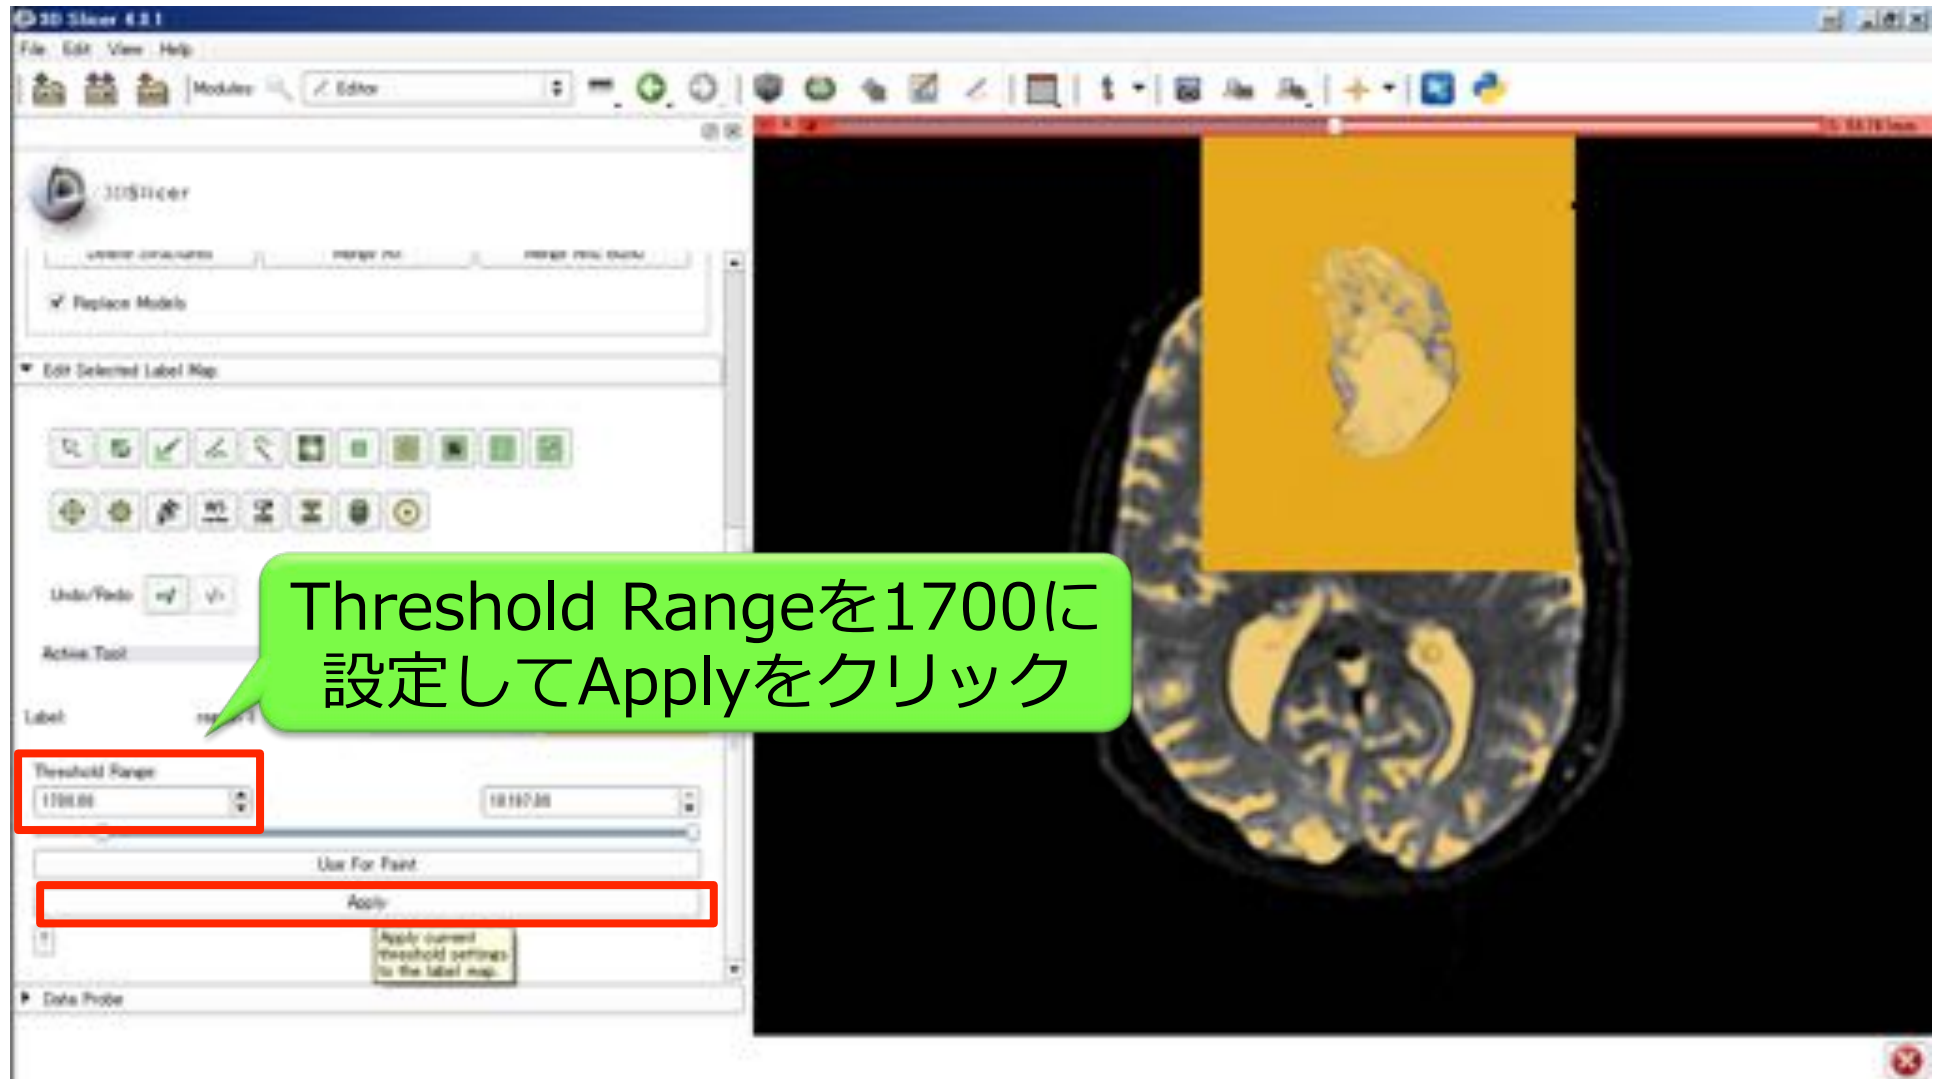 3D Slicer 4.3.1
File Edit View Help
Modules: Editor
3DSlicer
Replace Models
Edit Selected Label Map
Undo/Redo
Threshold Rangeを1700に
設定してApplyをクリック
Active Tool:
Label:
Threshold Range
1700.00
Use For Paint
Apply
Apply current
threshold settings
to the label map.
Data Probe